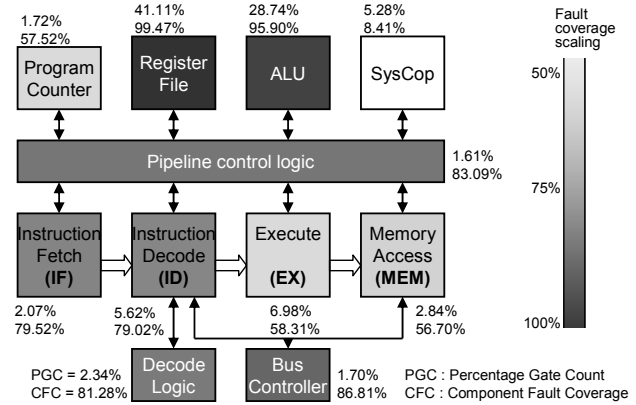 1.72%
57.52%
41.11%
99.47%
28.74%
95.90%
5.28%
8.41%
Fault
coverage
scaling
Program
Counter
Register
File
ALU
SysCop
50%
Pipeline control logic
1.61%
83.09%
75%
Instruction
Fetch
(IF)
Instruction
Decode
(ID)
Execute
(EX)
Memory
Access
(MEM)
2.07%
79.52%
5.62%
79.02%
6.98%
58.31%
2.84%
56.70%
100%
PGC = 2.34%
CFC = 81.28%
Decode
Logic
Bus
Controller
1.70%
86.81%
PGC : Percentage Gate Count
CFC : Component Fault Coverage